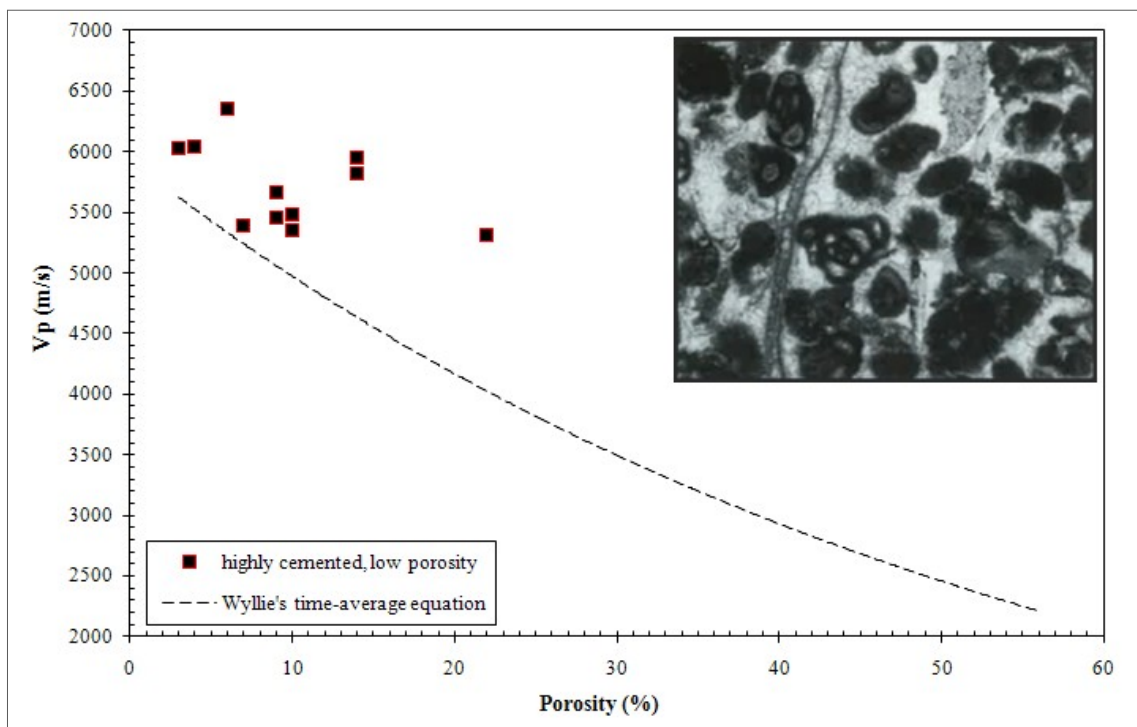 7000
6500
6000
5500
5000
4500
4000
3500
3000
2500
2000
Vp (m/s)
highly cemented, low porosity
Wyllie's time-average equation
0 10 20 30 40 50 60
Porosity (%)